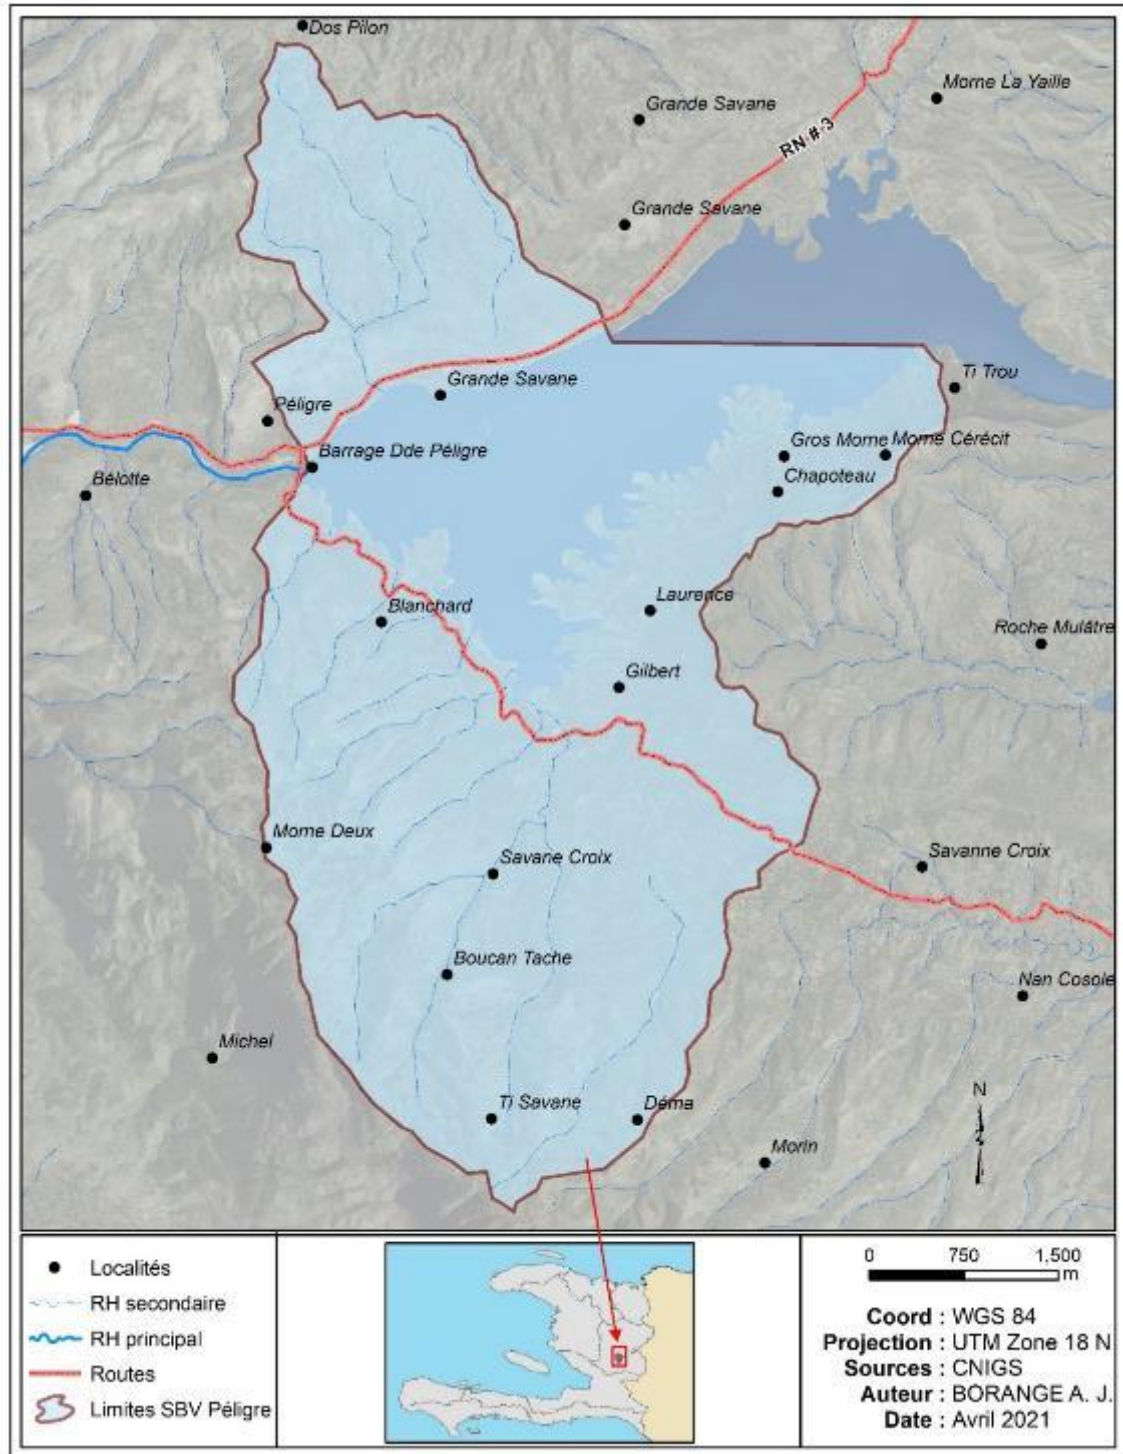 Dos Pilon
Morne La Yaille
Grande Savane
RN # 3
Grande Savane
Ti Trou
Grande Savane
Péligre
Gros Morne
Morne Cérécit
Barrage Dde Péligre
Chapoteau
Bélotte
Blanchard
Laurence
Roche Mulâtre
Gilbert
Morne Deux
Savane Croix
Savanne Croix
Boucan Tache
Nan Cosole
Michel
Ti Savane
Déma
Morin
N
Localités
RH secondaire
RH principal
Routes
Limites SBV Péligre
0 750 1,500
m
Coord : WGS 84
Projection : UTM Zone 18 N
Sources : CNIGS
Auteur : BORANGE A. J.
Date : Avril 2021